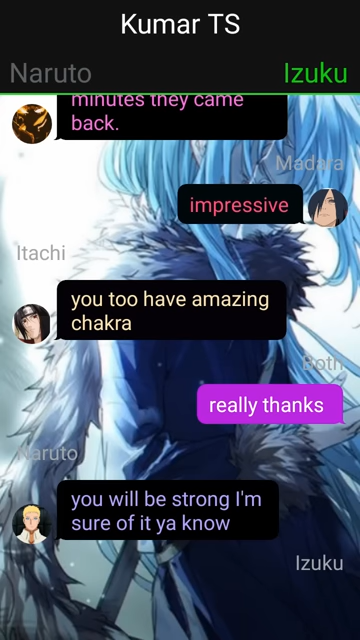 Kumar TS
Naruto
Izuku
minutes they came
back.
Madara
impressive
Itachi
you too have amazing
chakra
Both
really thanks
Naruto
you will be strong I'm
sure of it ya know
Izuku